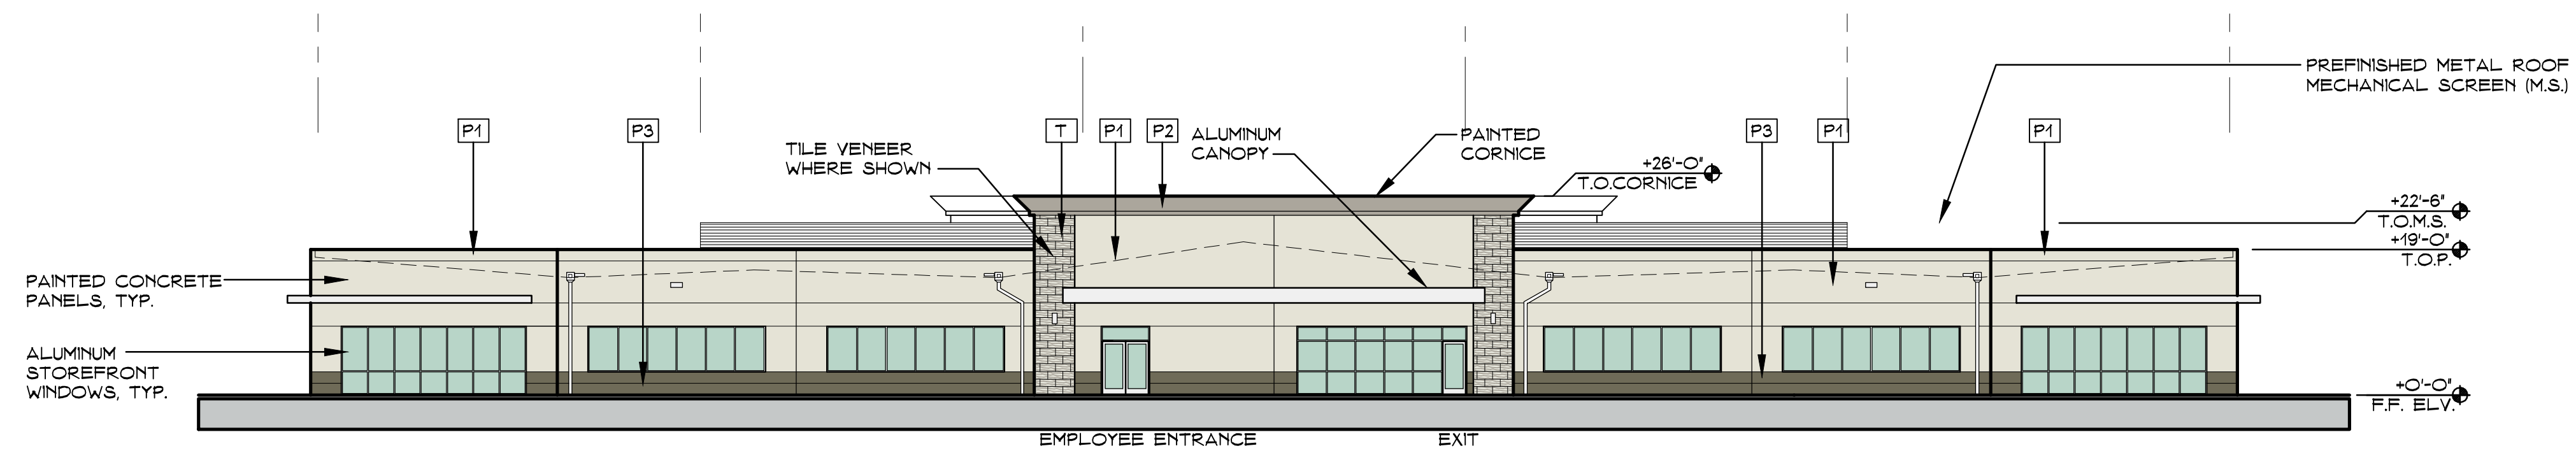 PREFINISHED METAL ROOF
MECHANICAL SCREEN (M.S.)
P1
P3
T
P1
P2
P3
P1
P1
TILE VENEER
WHERE SHOWN
ALUMINUM
CANOPY
PAINTED
CORNICE
+26'-0"
T.O.CORNICE
+22'-6"
T.O.M.S.
+19'-0"
T.O.P.
PAINTED CONCRETE
PANELS, TYP.
ALUMINUM
STOREFRONT
WINDOWS, TYP.
+0'-0"
F.F. ELV.
EMPLOYEE ENTRANCE
EXIT